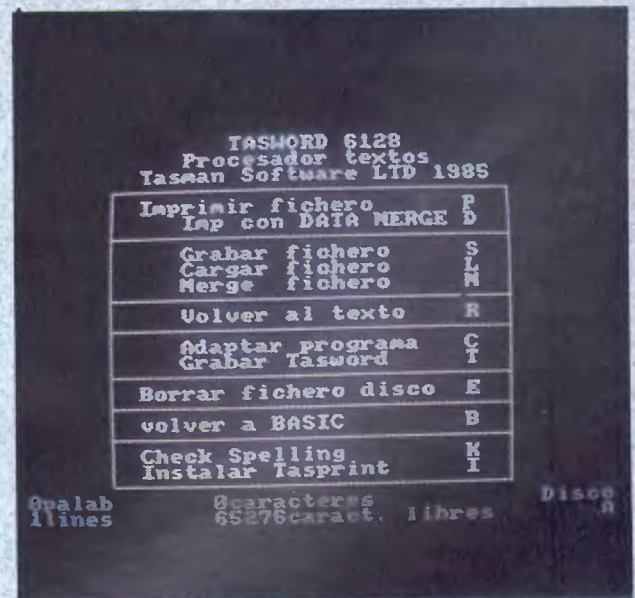 TASWORD 6128
Procesador textos
Tasman Software LTD 1985
Imprimir fichero P
Imp con DATA MERGE D
Grabar fichero S
Cargar fichero L
Merge fichero M
Volver al texto R
Adaptar programa C
Grabar Tasword T
Borrar fichero disco E
volver a BASIC B
Check Spelling K
Instalar Tasprint I
0palab 0caracteres Disco
1lines 65276caract. libres A